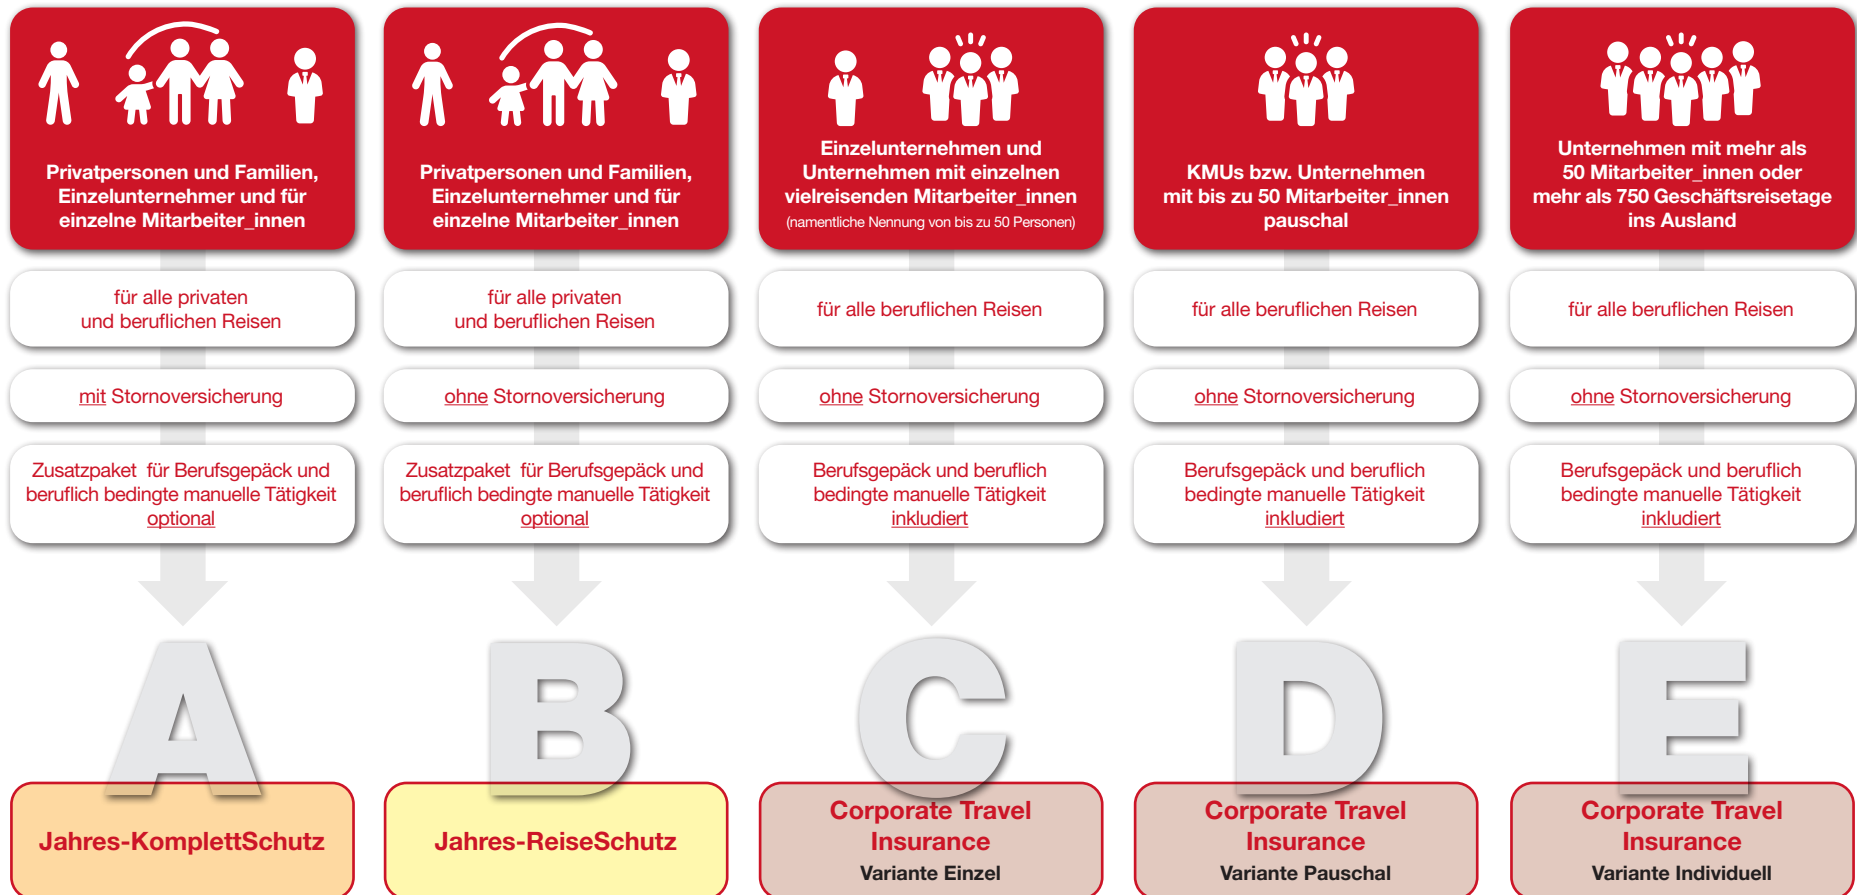 Privatpersonen und Familien,
Einzelunternehmer und für
einzelne Mitarbeiter_innen
für alle privaten
und beruflichen Reisen
mit Stornoversicherung
Zusatzpaket für Berufsgepäck und
beruflich bedingte manuelle Tätigkeit
optional
A
Jahres-KomplettSchutz
Privatpersonen und Familien,
Einzelunternehmer und für
einzelne Mitarbeiter_innen
für alle privaten
und beruflichen Reisen
ohne Stornoversicherung
Zusatzpaket für Berufsgepäck und
beruflich bedingte manuelle Tätigkeit
optional
B
Jahres-ReiseSchutz
Einzelunternehmen und
Unternehmen mit einzelnen
vielreisenden Mitarbeiter_innen
(namentliche Nennung von bis zu 50 Personen)
für alle beruflichen Reisen
ohne Stornoversicherung
Berufsgepäck und beruflich
bedingte manuelle Tätigkeit
inkludiert
C
Corporate Travel
Insurance
Variante Einzel
KMUs bzw. Unternehmen
mit bis zu 50 Mitarbeiter_innen
pauschal
für alle beruflichen Reisen
ohne Stornoversicherung
Berufsgepäck und beruflich
bedingte manuelle Tätigkeit
inkludiert
D
Corporate Travel
Insurance
Variante Pauschal
Unternehmen mit mehr als
50 Mitarbeiter_innen oder
mehr als 750 Geschäftsreisetage
ins Ausland
für alle beruflichen Reisen
ohne Stornoversicherung
Berufsgepäck und beruflich
bedingte manuelle Tätigkeit
inkludiert
E
Corporate Travel
Insurance
Variante Individuell